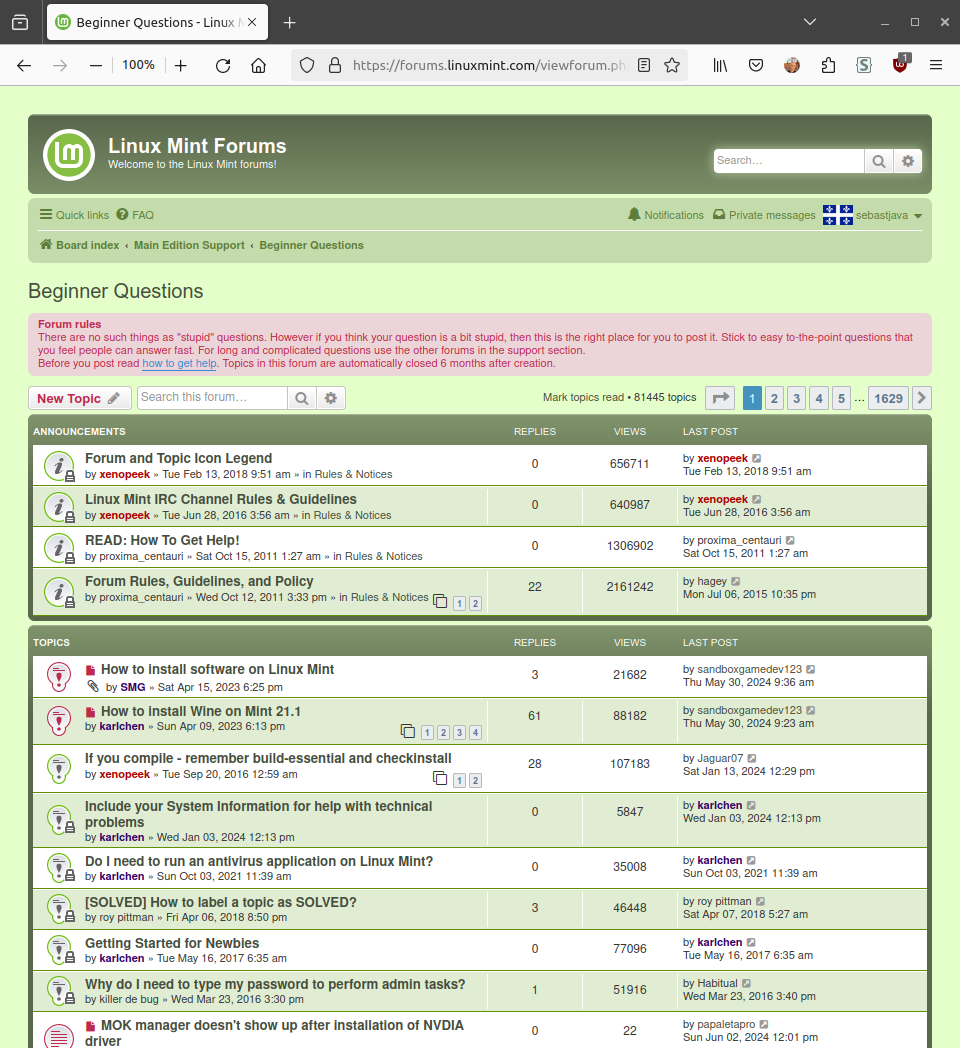 Beginner Questions - Linux M
100%
https://forums.linuxmint.com/viewforum.ph
1
Linux Mint Forums
Welcome to the Linux Mint forums!
Search…
Quick links FAQ
Notifications Private messages sebastjava
Board index ‹ Main Edition Support ‹ Beginner Questions
Beginner Questions
Forum rules
There are no such things as "stupid" questions. However if you think your question is a bit stupid, then this is the right place for you to post it. Stick to easy to-the-point questions that
you feel people can answer fast. For long and complicated questions use the other forums in the support section.
Before you post read how to get help. Topics in this forum are automatically closed 6 months after creation.
New Topic
Search this forum…
Mark topics read • 81445 topics 1 2 3 4 5 … 1629
ANNOUNCEMENTS REPLIES VIEWS LAST POST
Forum and Topic Icon Legend
by xenopeek » Tue Feb 13, 2018 9:51 am » in Rules & Notices
0
656711
by xenopeek
Tue Feb 13, 2018 9:51 am
Linux Mint IRC Channel Rules & Guidelines
by xenopeek » Tue Jun 28, 2016 3:56 am » in Rules & Notices
0
640987
by xenopeek
Tue Jun 28, 2016 3:56 am
READ: How To Get Help!
by proxima_centauri » Sat Oct 15, 2011 1:27 am » in Rules & Notices
0
1306902
by proxima_centauri
Sat Oct 15, 2011 1:27 am
Forum Rules, Guidelines, and Policy
by proxima_centauri » Wed Oct 12, 2011 3:33 pm » in Rules & Notices
1 2
22
2161242
by hagey
Mon Jul 06, 2015 10:35 pm
TOPICS REPLIES VIEWS LAST POST
How to install software on Linux Mint
by SMG » Sat Apr 15, 2023 6:25 pm
3
21682
by sandboxgamedev123
Thu May 30, 2024 9:36 am
How to install Wine on Mint 21.1
by karlchen » Sun Apr 09, 2023 6:13 pm
1 2 3 4
61
88182
by sandboxgamedev123
Thu May 30, 2024 9:23 am
If you compile - remember build-essential and checkinstall
by xenopeek » Tue Sep 20, 2016 12:59 am
1 2
28
107183
by Jaguar07
Sat Jan 13, 2024 12:29 pm
Include your System Information for help with technical
problems
by karlchen » Wed Jan 03, 2024 12:13 pm
0
5847
by karlchen
Wed Jan 03, 2024 12:13 pm
Do I need to run an antivirus application on Linux Mint?
by karlchen » Sun Oct 03, 2021 11:39 am
0
35008
by karlchen
Sun Oct 03, 2021 11:39 am
[SOLVED] How to label a topic as SOLVED?
by roy pittman » Fri Apr 06, 2018 8:50 pm
3
46448
by roy pittman
Sat Apr 07, 2018 5:27 am
Getting Started for Newbies
by karlchen » Tue May 16, 2017 6:35 am
0
77096
by karlchen
Tue May 16, 2017 6:35 am
Why do I need to type my password to perform admin tasks?
by killer de bug » Wed Mar 23, 2016 3:30 pm
1
51916
by Habitual
Wed Mar 23, 2016 3:40 pm
MOK manager doesn't show up after installation of NVDIA
driver
0
22
by papaletapro
Sun Jun 02, 2024 12:01 pm